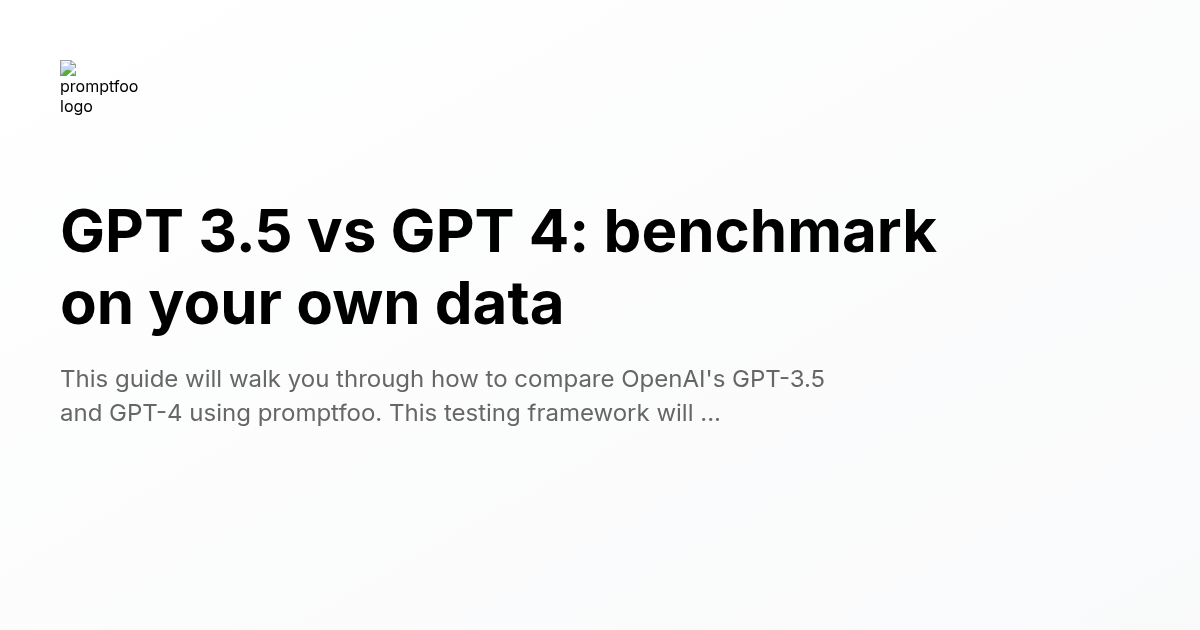 promptfoo
logo
GPT 3.5 vs GPT 4: benchmark
on your own data
This guide will walk you through how to compare OpenAI's GPT-3.5
and GPT-4 using promptfoo. This testing framework will ...